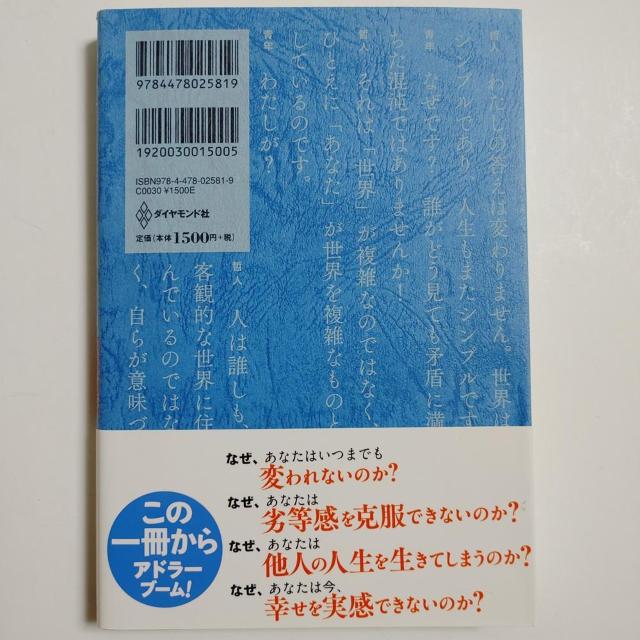 哲人 わたしの答えは変わりません。世界は
シンプルであり、人生もまたシンプルです
青年 なぜです? 誰がどう見ても矛盾に満
ちた混沌ではありませんか!
哲人 それは「世界」が複雑なのではなく、
ひとえに「あなた」が世界を複雑なものと
しているのです。
青年 わたしが?
哲人 人は誰しも、
客観的な世界に住
んでいるのではな
く、自らが意味づ
9784478025819
1920030015005
ISBN978-4-478-02581-9
C0030 ¥1500E
ダイヤモンド社
定価(本体1500円+税)
なぜ、あなたはいつまでも
変われないのか?
なぜ、あなたは
劣等感を克服できないのか?
なぜ、あなたは
他人の人生を生きてしまうのか?
なぜ、あなたは今、
幸せを実感できないのか?
この
一冊から
アドラー
ブーム!